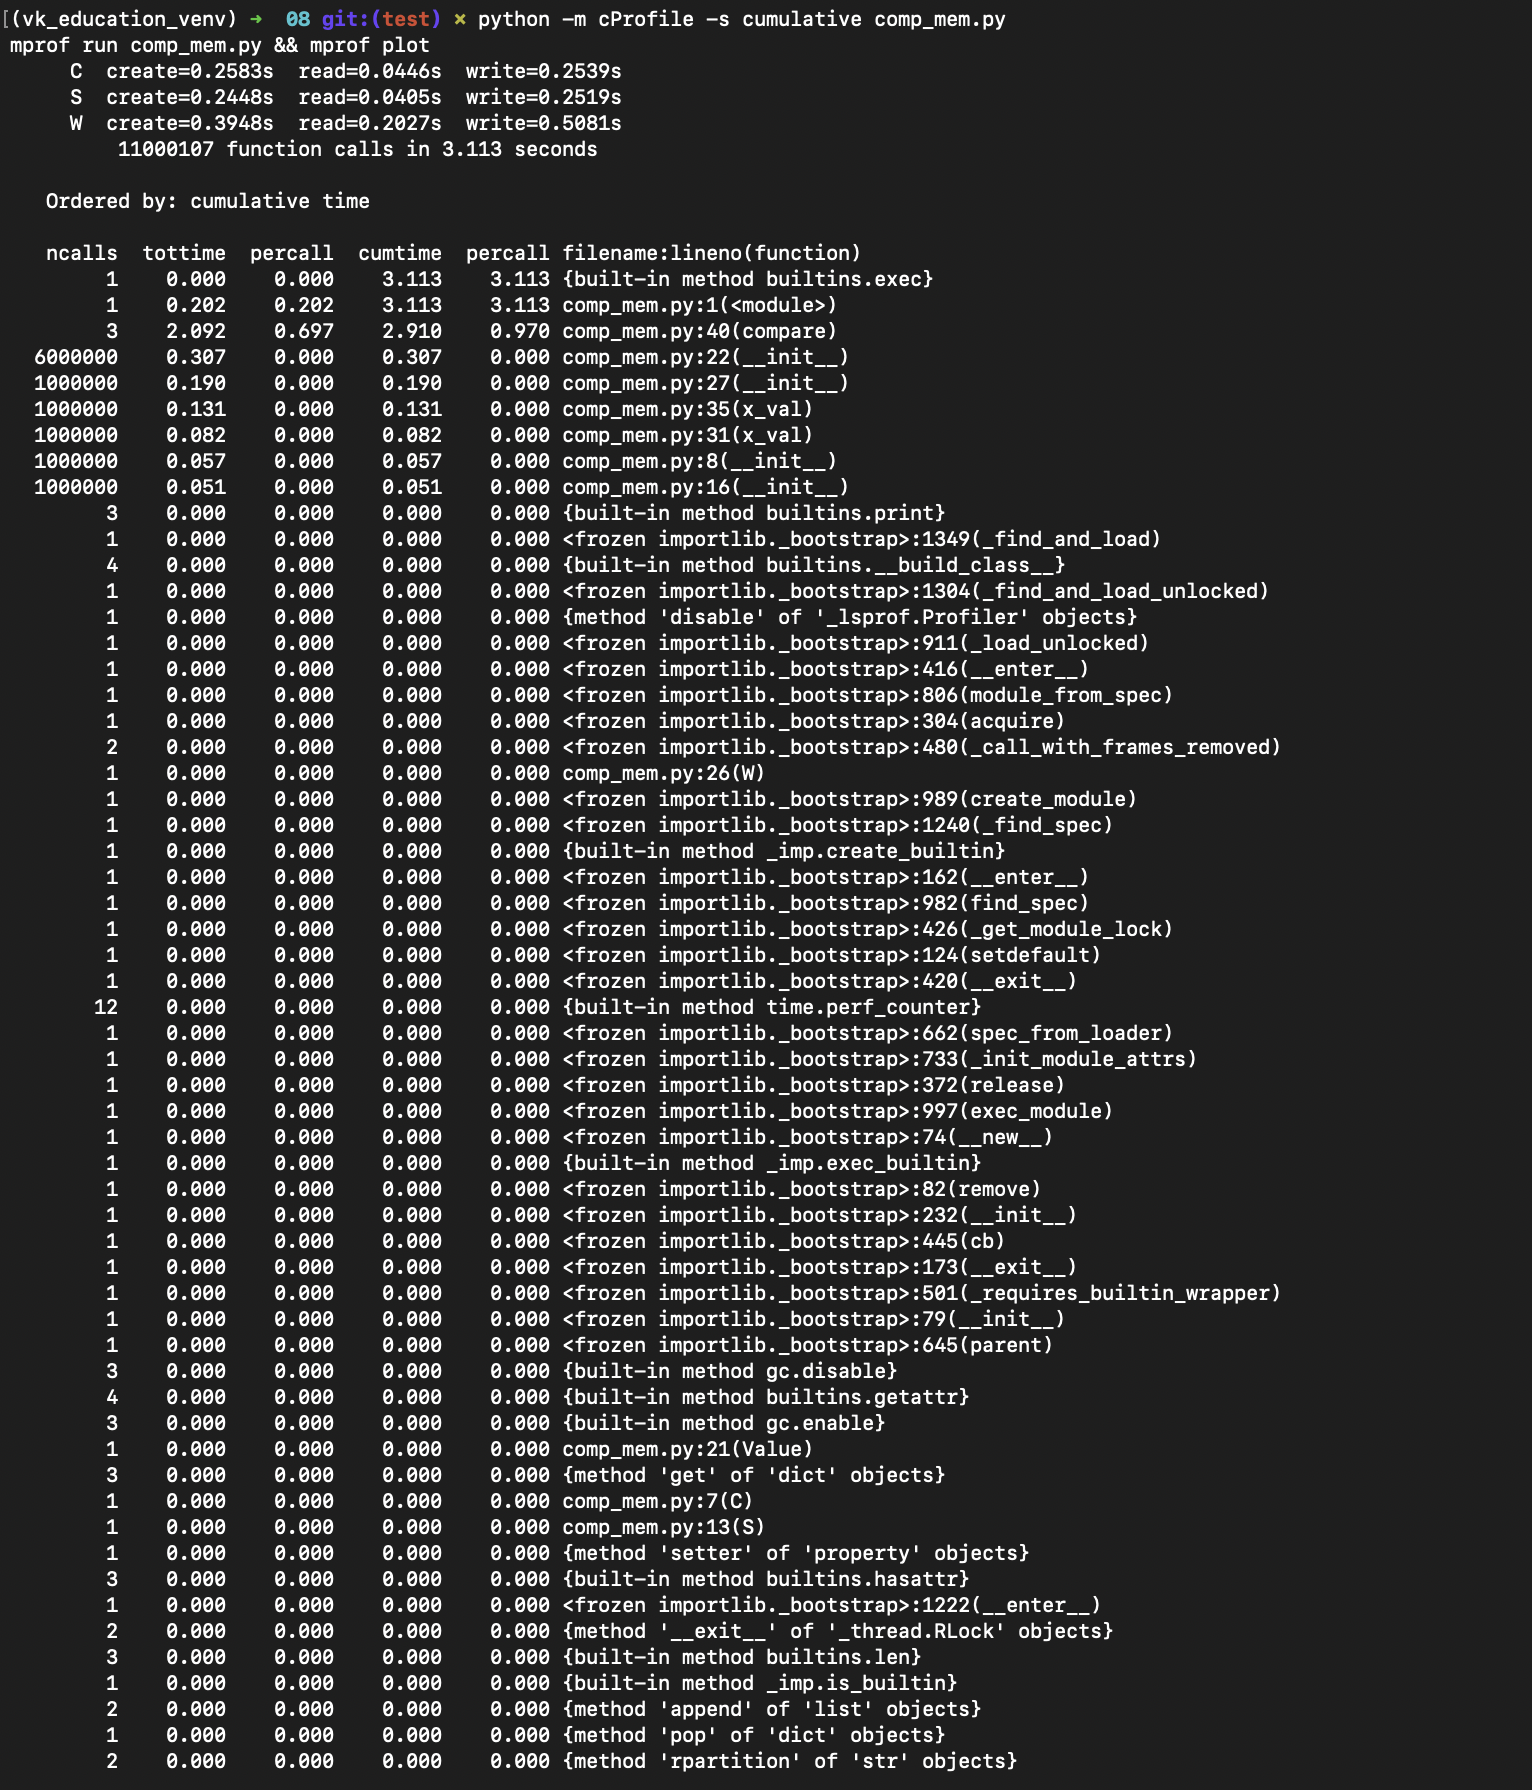 [(vk_education_venv) ➜  08 git:(test) ✗ python -m cProfile -s cumulative comp_mem.py
mprof run comp_mem.py && mprof plot
     C  create=0.2583s  read=0.0446s  write=0.2539s
     S  create=0.2448s  read=0.0405s  write=0.2519s
     W  create=0.3948s  read=0.2027s  write=0.5081s
         11000107 function calls in 3.113 seconds

   Ordered by: cumulative time

   ncalls  tottime  percall  cumtime  percall filename:lineno(function)
        1    0.000    0.000    3.113    3.113 {built-in method builtins.exec}
        1    0.202    0.202    3.113    3.113 comp_mem.py:1(<module>)
        3    2.092    0.697    2.910    0.970 comp_mem.py:40(compare)
  6000000    0.307    0.000    0.307    0.000 comp_mem.py:22(__init__)
  1000000    0.190    0.000    0.190    0.000 comp_mem.py:27(__init__)
  1000000    0.131    0.000    0.131    0.000 comp_mem.py:35(x_val)
  1000000    0.082    0.000    0.082    0.000 comp_mem.py:31(x_val)
  1000000    0.057    0.000    0.057    0.000 comp_mem.py:8(__init__)
  1000000    0.051    0.000    0.051    0.000 comp_mem.py:16(__init__)
        3    0.000    0.000    0.000    0.000 {built-in method builtins.print}
        1    0.000    0.000    0.000    0.000 <frozen importlib._bootstrap>:1349(_find_and_load)
        4    0.000    0.000    0.000    0.000 {built-in method builtins.__build_class__}
        1    0.000    0.000    0.000    0.000 <frozen importlib._bootstrap>:1304(_find_and_load_unlocked)
        1    0.000    0.000    0.000    0.000 {method 'disable' of '_lsprof.Profiler' objects}
        1    0.000    0.000    0.000    0.000 <frozen importlib._bootstrap>:911(_load_unlocked)
        1    0.000    0.000    0.000    0.000 <frozen importlib._bootstrap>:416(__enter__)
        1    0.000    0.000    0.000    0.000 <frozen importlib._bootstrap>:806(module_from_spec)
        1    0.000    0.000    0.000    0.000 <frozen importlib._bootstrap>:304(acquire)
        2    0.000    0.000    0.000    0.000 <frozen importlib._bootstrap>:480(_call_with_frames_removed)
        1    0.000    0.000    0.000    0.000 comp_mem.py:26(W)
        1    0.000    0.000    0.000    0.000 <frozen importlib._bootstrap>:989(create_module)
        1    0.000    0.000    0.000    0.000 <frozen importlib._bootstrap>:1240(_find_spec)
        1    0.000    0.000    0.000    0.000 {built-in method _imp.create_builtin}
        1    0.000    0.000    0.000    0.000 <frozen importlib._bootstrap>:162(__enter__)
        1    0.000    0.000    0.000    0.000 <frozen importlib._bootstrap>:982(find_spec)
        1    0.000    0.000    0.000    0.000 <frozen importlib._bootstrap>:426(_get_module_lock)
        1    0.000    0.000    0.000    0.000 <frozen importlib._bootstrap>:124(setdefault)
        1    0.000    0.000    0.000    0.000 <frozen importlib._bootstrap>:420(__exit__)
       12    0.000    0.000    0.000    0.000 {built-in method time.perf_counter}
        1    0.000    0.000    0.000    0.000 <frozen importlib._bootstrap>:662(spec_from_loader)
        1    0.000    0.000    0.000    0.000 <frozen importlib._bootstrap>:733(_init_module_attrs)
        1    0.000    0.000    0.000    0.000 <frozen importlib._bootstrap>:372(release)
        1    0.000    0.000    0.000    0.000 <frozen importlib._bootstrap>:997(exec_module)
        1    0.000    0.000    0.000    0.000 <frozen importlib._bootstrap>:74(__new__)
        1    0.000    0.000    0.000    0.000 {built-in method _imp.exec_builtin}
        1    0.000    0.000    0.000    0.000 <frozen importlib._bootstrap>:82(remove)
        1    0.000    0.000    0.000    0.000 <frozen importlib._bootstrap>:232(__init__)
        1    0.000    0.000    0.000    0.000 <frozen importlib._bootstrap>:445(cb)
        1    0.000    0.000    0.000    0.000 <frozen importlib._bootstrap>:173(__exit__)
        1    0.000    0.000    0.000    0.000 <frozen importlib._bootstrap>:501(_requires_builtin_wrapper)
        1    0.000    0.000    0.000    0.000 <frozen importlib._bootstrap>:79(__init__)
        1    0.000    0.000    0.000    0.000 <frozen importlib._bootstrap>:645(parent)
        3    0.000    0.000    0.000    0.000 {built-in method gc.disable}
        4    0.000    0.000    0.000    0.000 {built-in method builtins.getattr}
        3    0.000    0.000    0.000    0.000 {built-in method gc.enable}
        1    0.000    0.000    0.000    0.000 comp_mem.py:21(Value)
        3    0.000    0.000    0.000    0.000 {method 'get' of 'dict' objects}
        1    0.000    0.000    0.000    0.000 comp_mem.py:7(C)
        1    0.000    0.000    0.000    0.000 comp_mem.py:13(S)
        1    0.000    0.000    0.000    0.000 {method 'setter' of 'property' objects}
        3    0.000    0.000    0.000    0.000 {built-in method builtins.hasattr}
        1    0.000    0.000    0.000    0.000 <frozen importlib._bootstrap>:1222(__enter__)
        2    0.000    0.000    0.000    0.000 {method '__exit__' of '_thread.RLock' objects}
        3    0.000    0.000    0.000    0.000 {built-in method builtins.len}
        1    0.000    0.000    0.000    0.000 {built-in method _imp.is_builtin}
        2    0.000    0.000    0.000    0.000 {method 'append' of 'list' objects}
        1    0.000    0.000    0.000    0.000 {method 'pop' of 'dict' objects}
        2    0.000    0.000    0.000    0.000 {method 'rpartition' of 'str' objects}